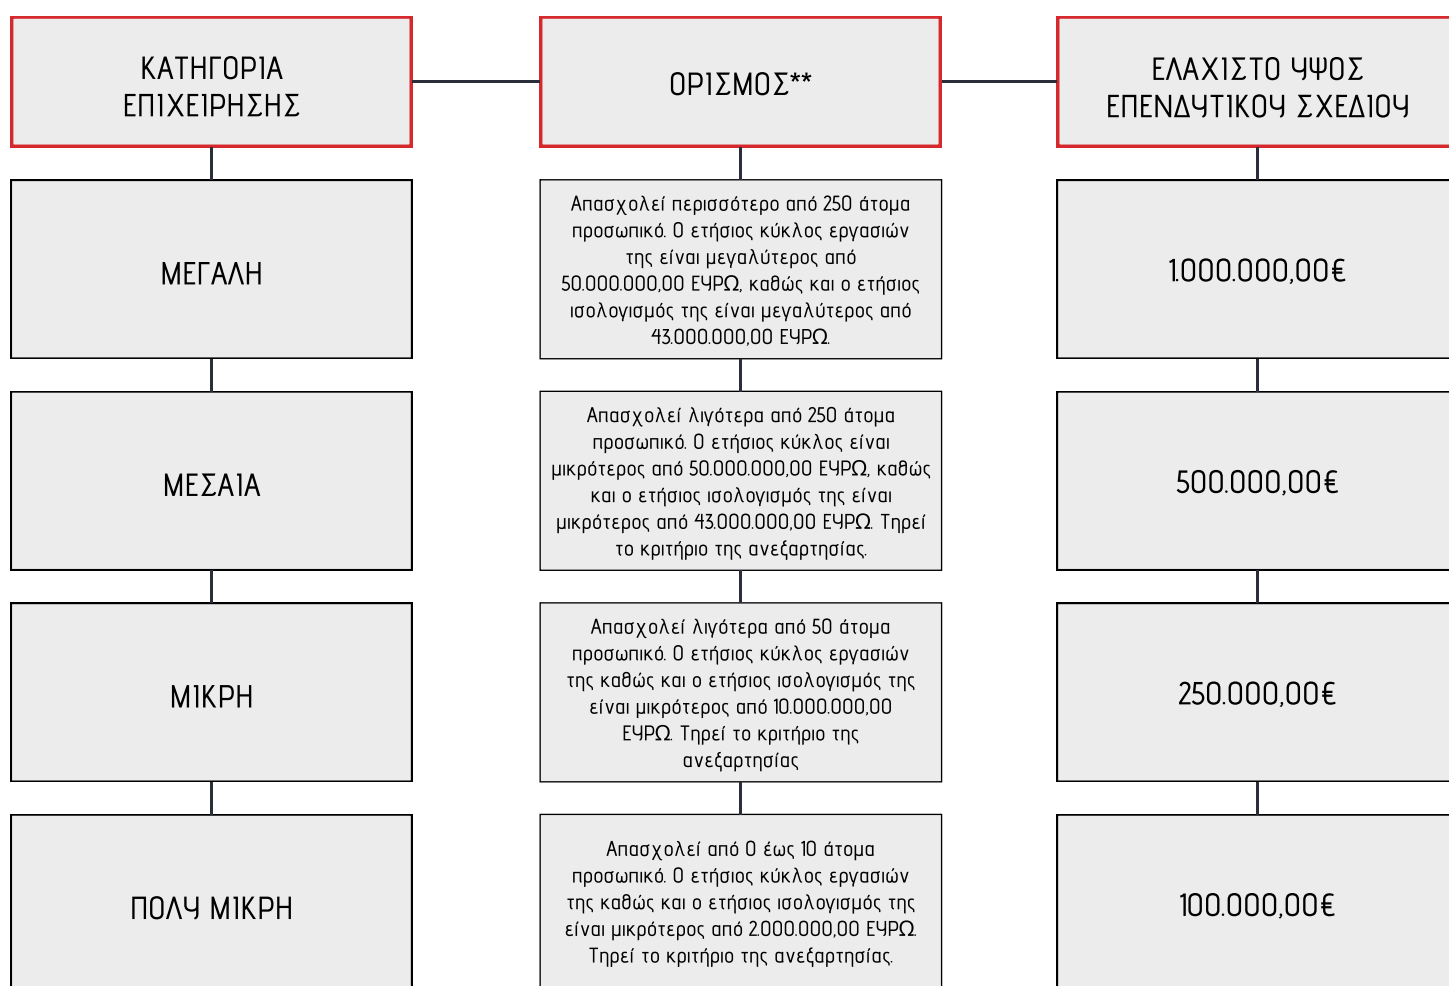 ΚΑΤΗΓΟΡΙΑ
ΕΠΙΧΕΙΡΗΣΗΣ
ΟΡΙΣΜΟΣ**
ΕΛΑΧΙΣΤΟ ΥΨΟΣ
ΕΠΕΝΔΥΤΙΚΟΥ ΣΧΕΔΙΟΥ
ΜΕΓΑΛΗ
Απασχολεί περισσότερο από 250 άτομα
προσωπικό. Ο ετήσιος κύκλος εργασιών
της είναι μεγαλύτερος από
50.000.000,00 ΕΥΡΩ, καθώς και ο ετήσιος
ισολογισμός της είναι μεγαλύτερος από
43.000.000,00 ΕΥΡΩ.
1.000.000,00€
ΜΕΣΑΙΑ
Απασχολεί λιγότερα από 250 άτομα
προσωπικό. Ο ετήσιος κύκλος είναι
μικρότερος από 50.000.000,00 ΕΥΡΩ, καθώς
και ο ετήσιος ισολογισμός της είναι
μικρότερος από 43.000.000,00 ΕΥΡΩ. Τηρεί
το κριτήριο της ανεξαρτησίας.
500.000,00€
ΜΙΚΡΗ
Απασχολεί λιγότερα από 50 άτομα
προσωπικό. Ο ετήσιος κύκλος εργασιών
της καθώς και ο ετήσιος ισολογισμός της
είναι μικρότερος από 10.000.000,00
ΕΥΡΩ. Τηρεί το κριτήριο της
ανεξαρτησίας
250.000,00€
ΠΟΛΥ ΜΙΚΡΗ
Απασχολεί από 0 έως 10 άτομα
προσωπικό. Ο ετήσιος κύκλος εργασιών
της καθώς και ο ετήσιος ισολογισμός της
είναι μικρότερος από 2.000.000,00 ΕΥΡΩ.
Τηρεί το κριτήριο της ανεξαρτησίας.
100.000,00€